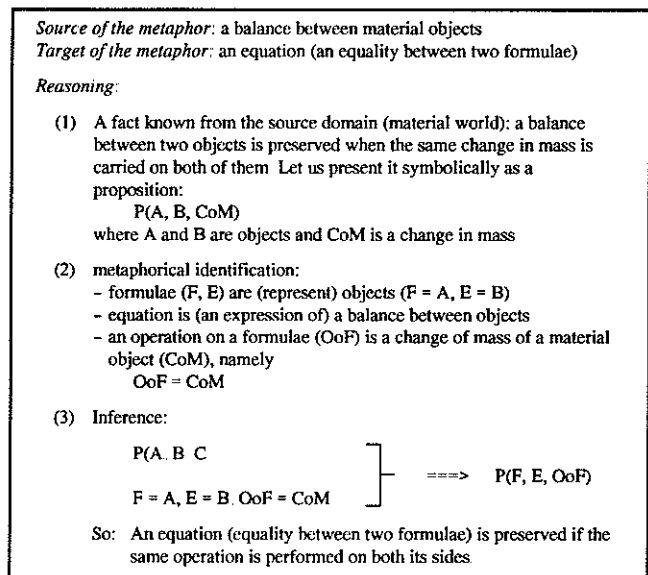 Source of the metaphor: a balance between material objects
Target of the metaphor: an equation (an equality between two formulae)
Reasoning:
(1) A fact known from the source domain (material world): a balance
between two objects is preserved when the same change in mass is
carried on both of them Let us present it symbolically as a
proposition:
P(A, B, CoM)
where A and B are objects and CoM is a change in mass
(2) metaphorical identification:
– formulae (F, E) are (represent) objects (F = A, E = B)
– equation is (an expression of) a balance between objects
– an operation on a formulae (OoF) is a change of mass of a material
object (CoM), namely
OoF = CoM
(3) Inference:
P(A. B C
===> P(F, E, OoF)
F = A, E = B. OoF = CoM
So: An equation (equality between two formulae) is preserved if the
same operation is performed on both its sides